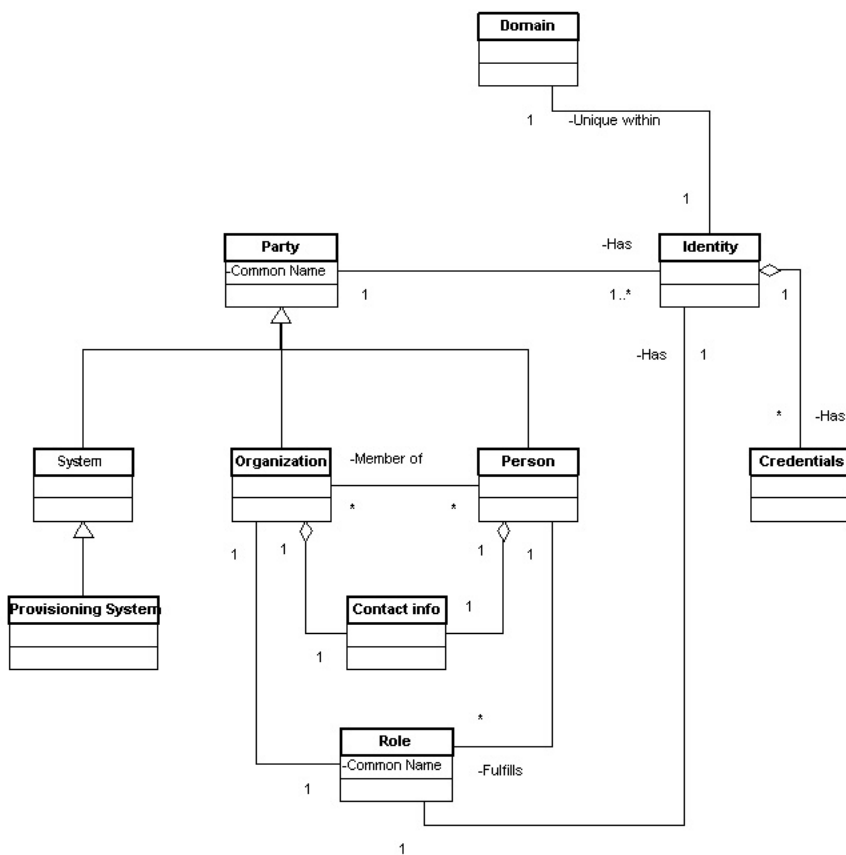 Domain
1 -Unique within
1
Party -Has Identity
-Common Name
1 1..* 1
-Has 1
* -Has
System Organization -Member of Person Credentials
* *
1 1 1 1
Provisioning System Contact info 1
1
*
Role
-Common Name -Fulfills
1
1